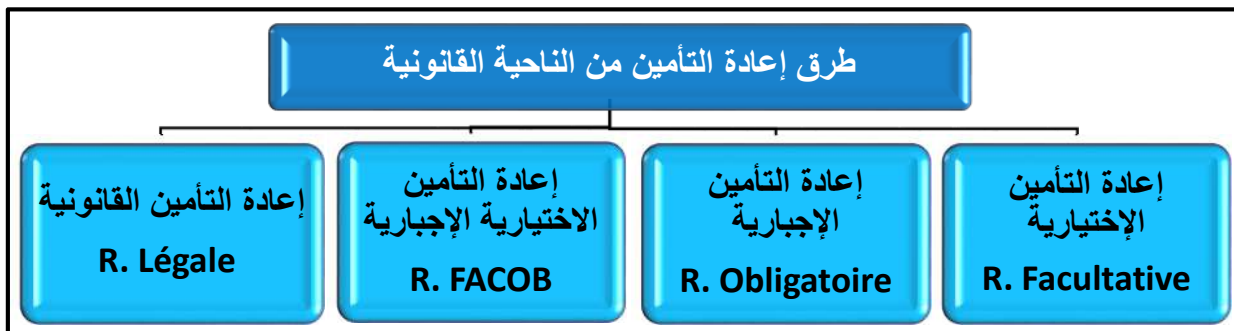 طرق إعادة التأمين من الناحية القانونية
إعادة التأمين
الإختيارية
R. Facultative
إعادة التأمين
الإجبارية
R. Obligatoire
إعادة التأمين
الاختيارية الإجبارية
R. FACOB
إعادة التأمين القانونية
R. Légale